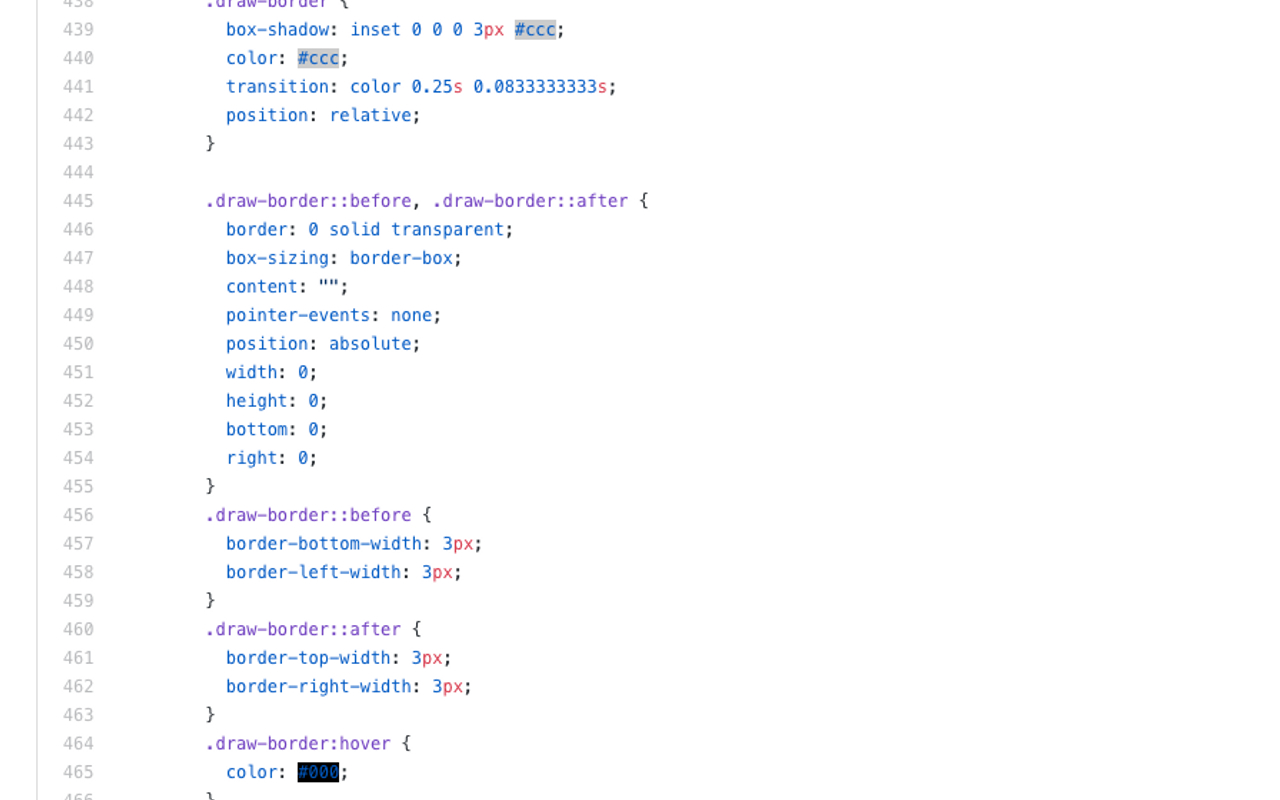 438 .draw-border {
439 box-shadow: inset 0 0 0 3px #ccc;
440 color: #ccc;
441 transition: color 0.25s 0.0833333333s;
442 position: relative;
443 }
444
445 .draw-border::before, .draw-border::after {
446 border: 0 solid transparent;
447 box-sizing: border-box;
448 content: "";
449 pointer-events: none;
450 position: absolute;
451 width: 0;
452 height: 0;
453 bottom: 0;
454 right: 0;
455 }
456 .draw-border::before {
457 border-bottom-width: 3px;
458 border-left-width: 3px;
459 }
460 .draw-border::after {
461 border-top-width: 3px;
462 border-right-width: 3px;
463 }
464 .draw-border:hover {
465 color: #000;
466 }